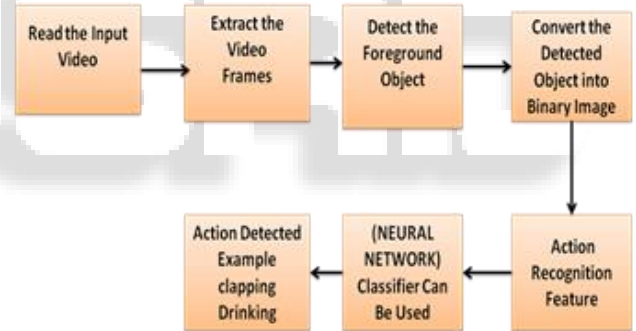 Read the Input
Video
Extract the
Video
Frames
Detect the
Foreground
Object
Convert the
Detected
Object into
Binary Image
Action
Recognition
Feature
(NEURAL
NETWORK)
Classifier Can
Be Used
Action Detected
Example
clapping
Drinking